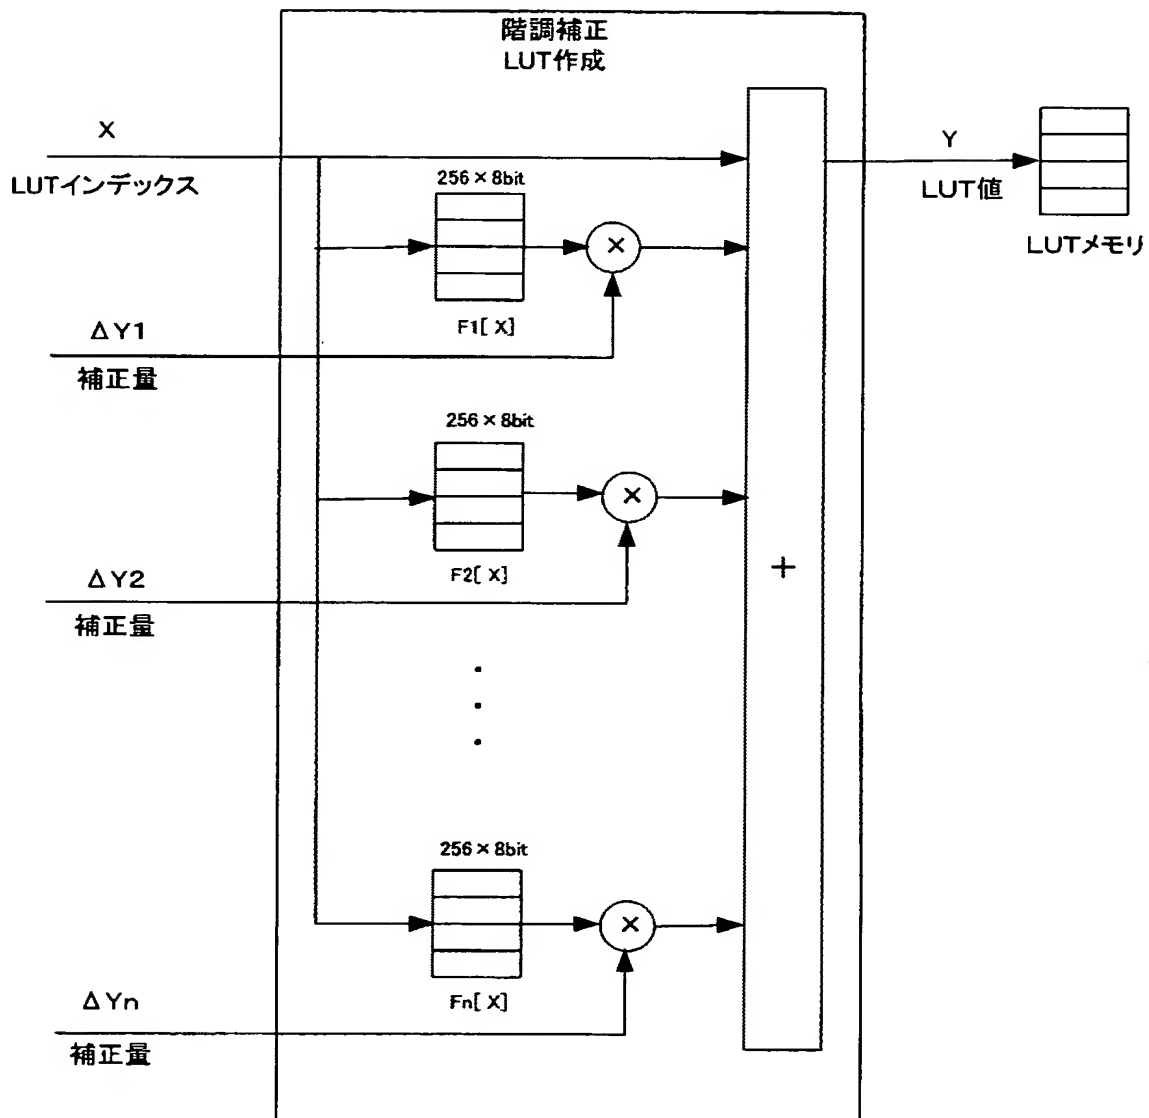 階調補正
LUT作成
X
LUTインデックス
256×8bit
×
F1[X]
ΔY1
補正量
Y
LUT値
LUTメモリ
256×8bit
×
F2[X]
ΔY2
補正量
+
256×8bit
×
Fn[X]
ΔYn
補正量